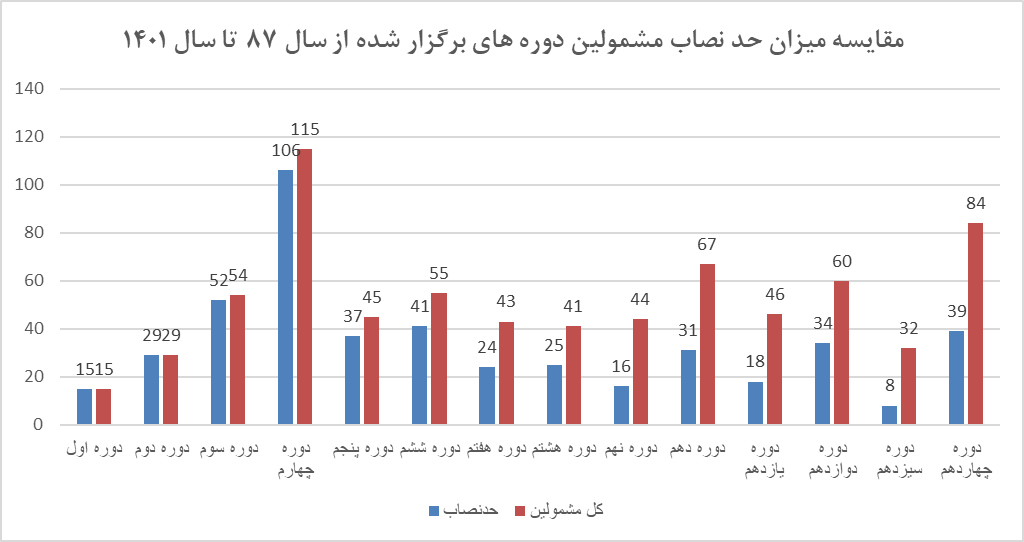 مقایسه میزان حد نصاب مشمولین دوره های برگزار شده از سال ۸۷ تا سال ۱۴۰۱
140
120
100
80
60
40
20
0
15 15
29 29
52 54
106 115
37 45
41 55
24 43
25 41
16 44
31 67
18 46
34 60
8 32
39 84
دوره اول
دوره دوم
دوره سوم
دوره
چهارم
دوره پنجم
دوره ششم
دوره هفتم
دوره هشتم
دوره نهم
دوره دهم
دوره
یازدهم
دوره
دوازدهم
دوره
سیزدهم
دوره
چهاردهم
حدنصاب
کل مشمولین